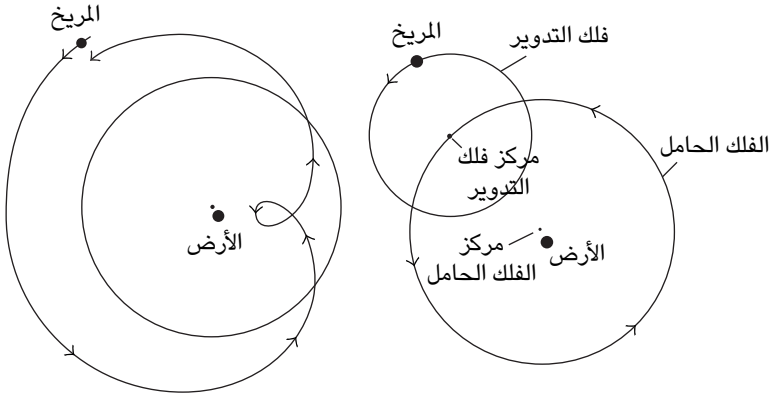 المريخ
فلك التدوير
المريخ
الفلك الحامل
مركز فلك
التدوير
الأرض
مركز
الفلك الحامل
الأرض